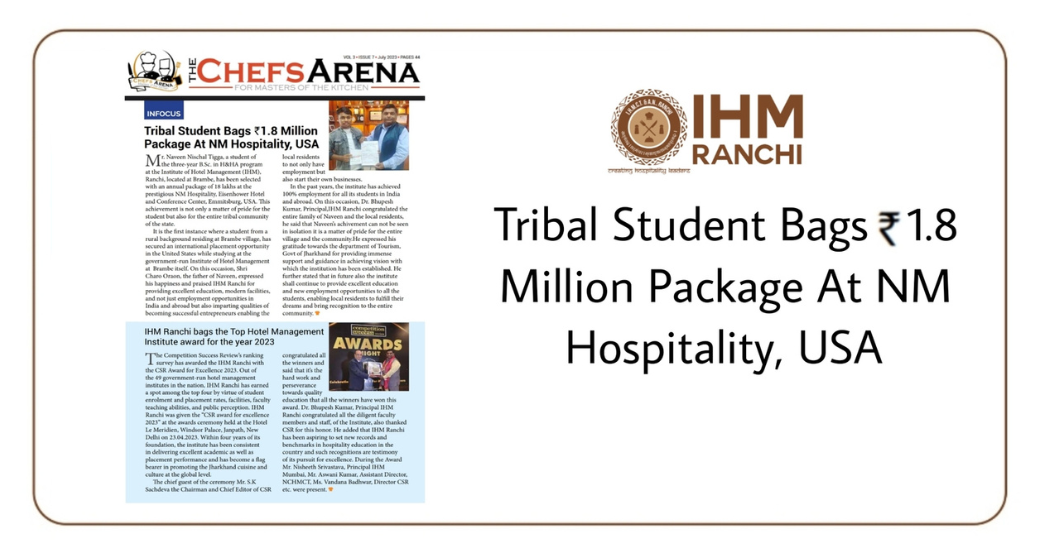 VOL 3 • ISSUE 7 • July 2023 • PAGES 44
THE CHEFS ARENA
FOR MASTERS OF THE KITCHEN
CHEFS ARENA
INFOCUS
Tribal Student Bags ₹1.8 Million
Package At NM Hospitality, USA
Mr. Naveen Nischal Tigga, a student of
the three-year B.Sc. in H&HA program
at the Institute of Hotel Management (IHM),
Ranchi, located at Brambe, has been selected
with an annual package of 18 lakhs at the
prestigious NM Hospitality, Eisenhower Hotel
and Conference Center, Emmitsburg, USA. This
achievement is not only a matter of pride for the
student but also for the entire tribal community
of the state.
It is the first instance where a student from a
rural background residing at Brambe village, has
secured an international placement opportunity
in the United States while studying at the
government-run Institute of Hotel Management
at Brambe itself. On this occasion, Shri
Charo Oraon, the father of Naveen, expressed
his happiness and praised IHM Ranchi for
providing excellent education, modern facilities,
and not just employment opportunities in
India and abroad but also imparting qualities of
becoming successful entrepreneurs enabling the
local residents
to not only have
employment but
also start their own businesses.
In the past years, the institute has achieved
100% employment for all its students in India
and abroad. On this occasion, Dr. Bhupesh
Kumar, Principal,IHM Ranchi congratulated the
entire family of Naveen and the local residents,
he said that Naveen's achivement can not be seen
in isolation it is a matter of pride for the entire
village and the community.He expressed his
gratitude towards the department of Tourism,
Govt of Jharkhand for providing immense
support and guidance in achieving vision with
which the institution has been established. He
further stated that in future also the institute
shall continue to provide excellent education
and new employment opportunities to all the
students, enabling local residents to fulfill their
dreams and bring recognition to the entire
community.
IHM Ranchi bags the Top Hotel Management
Institute award for the year 2023
The Competition Success Review's ranking
survey has awarded the IHM Ranchi with
the CSR Award for Excellence 2023. Out of
the 49 government-run hotel management
institutes in the nation, IHM Ranchi has earned
a spot among the top four by virtue of student
enrolment and placement rates, facilities, faculty
teaching abilities, and public perception. IHM
Ranchi was given the "CSR award for excellence
2023" at the awards ceremony held at the Hotel
Le Meridien, Windsor Palace, Janpath, New
Delhi on 23.04.2023. Within four years of its
foundation, the institute has been consistent
in delivering excellent academic as well as
placement performance and has become a flag
bearer in promoting the Jharkhand cuisine and
culture at the global level.
The chief guest of the ceremony Mr. S.K
Sachdeva the Chairman and Chief Editor of CSR
congratulated all
the winners and
said that it's the
hard work and
perseverance
towards quality
education that all the winners have won this
award. Dr. Bhupesh Kumar, Principal IHM
Ranchi congratulated all the diligent faculty
members and staff, of the Institute, also thanked
CSR for this honor. He added that IHM Ranchi
has been aspiring to set new records and
benchmarks in hospitality education in the
country and such recognitions are testimony
of its pursuit for excellence. During the Award
Mr. Nisheeth Srivastava, Principal IHM
Mumbai, Mr. Aswani Kumar, Assistant Director,
NCHMCT, Ms. Vandana Badhwar, Director CSR
etc. were present.
AWARDS
IHM
RANCHI
creating hospitality leaders
Tribal Student Bags ₹1.8
Million Package At NM
Hospitality, USA